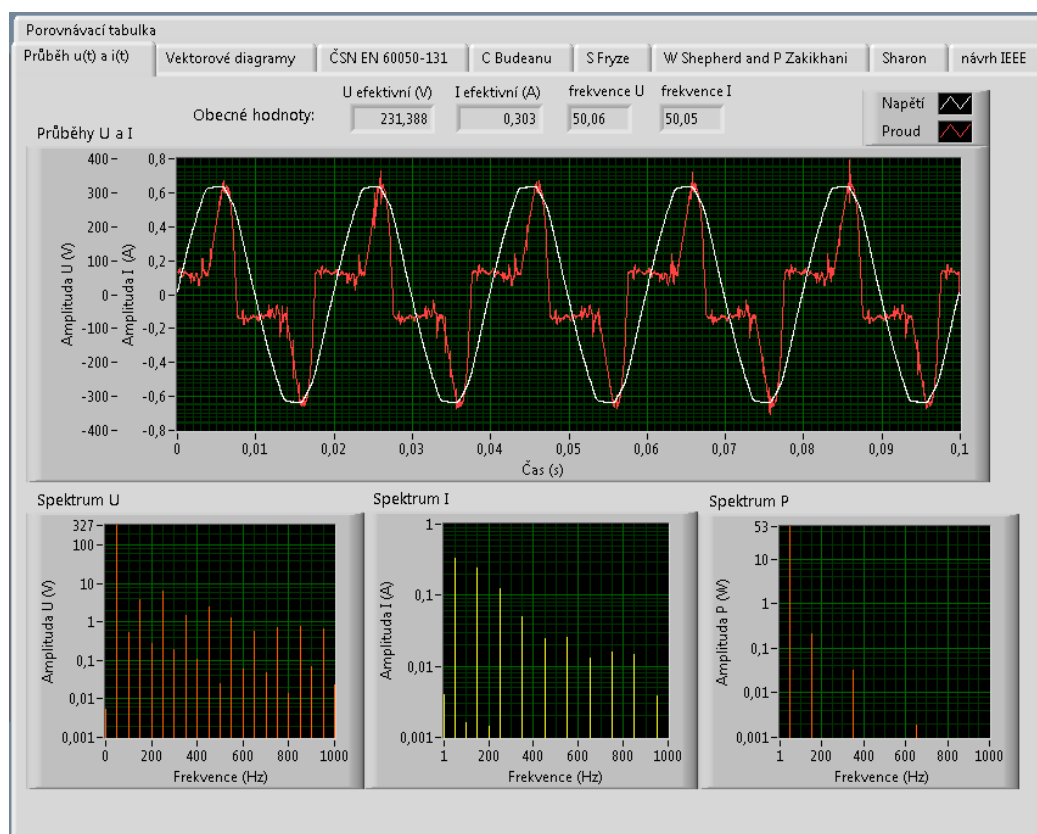 Porovnávací tabulka
Průběh u(t) a i(t) Vektorové diagramy ČSN EN 60050-131 C Budeanu S Fryze W Shepherd and P Zakikhani Sharon návrh IEEE
U efektivní (V) I efektivní (A) frekvence U frekvence I
Obecné hodnoty: 231,388 0,303 50,06 50,05
Napětí
Proud
Průběhy U a I
Amplituda U (V)
400
300
100
0
-100
-200
-300
-400
Amplituda I (A)
0,8
0,6
0,4
0,2
0
-0,2
-0,4
-0,6
-0,8
0 0,01 0,02 0,03 0,04 0,05 0,06 0,07 0,08 0,09 0,1
Čas (s)
Spektrum U
Amplituda U (V)
327
100
10
1
0,1
0,01
0,001
0 200 400 600 800 1000
Frekvence (Hz)
Spektrum I
Amplituda I (A)
1
0,1
0,01
0,001
1 200 400 600 800 1000
Frekvence (Hz)
Spektrum P
Amplituda P (W)
53
10
1
0,1
0,01
0,001
1 200 400 600 800 1000
Frekvence (Hz)